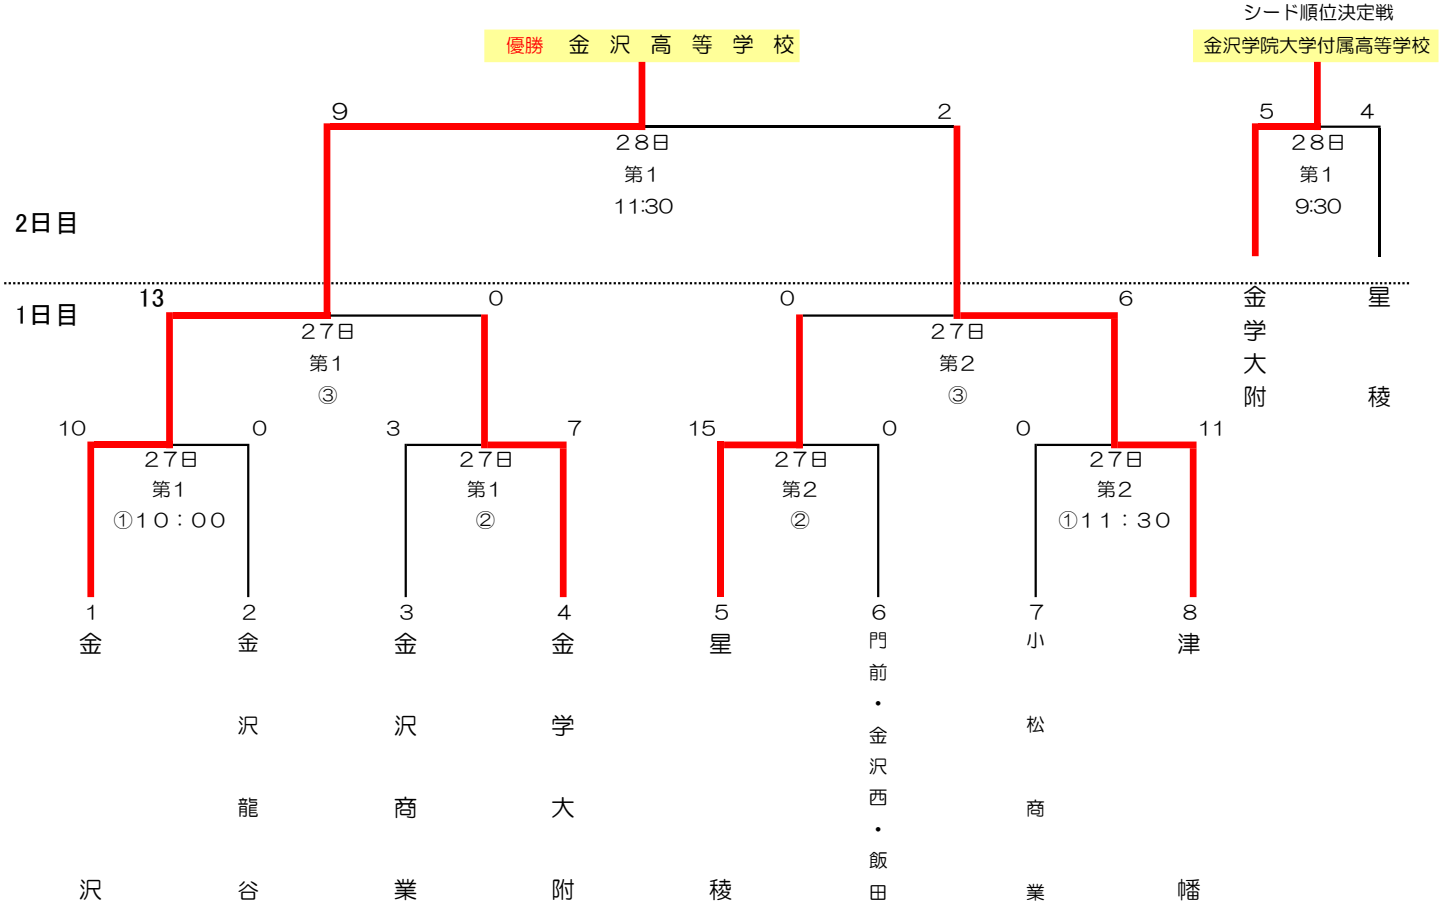 シード順位決定戦
優勝 金沢高等学校
金沢学院大学付属高等学校
9
2
5
4
28日
第1
11:30
28日
第1
9:30
2日目
1日目
13
0
0
6
27日
第1
③
27日
第2
③
金学大附
星稜
10
0
3
7
15
0
0
11
27日
第1
①10:00
27日
第1
②
27日
第2
②
27日
第2
①11:30
1
2
3
4
5
6
7
8
金沢
金沢龍谷
金沢商業
金学大附
星稜
門前・金沢西・飯田
小松商業
津幡